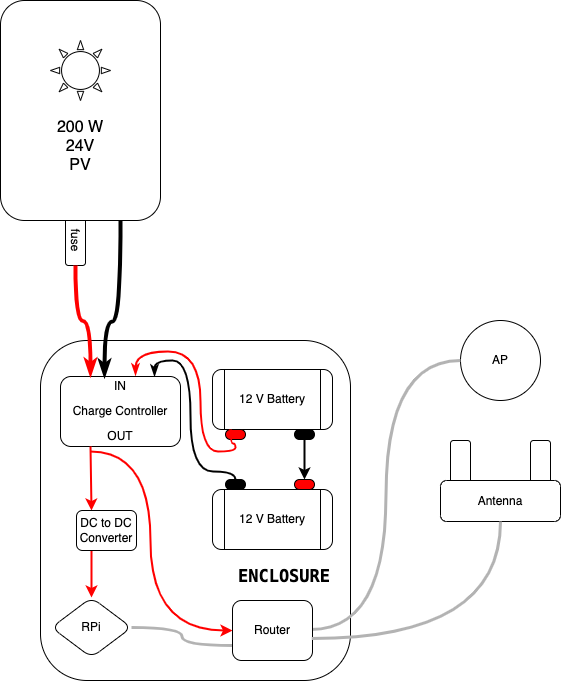 200 W
24V
PV
fuse
IN
Charge Controller
OUT
12 V Battery
12 V Battery
DC to DC
Converter
ENCLOSURE
RPi
Router
AP
Antenna